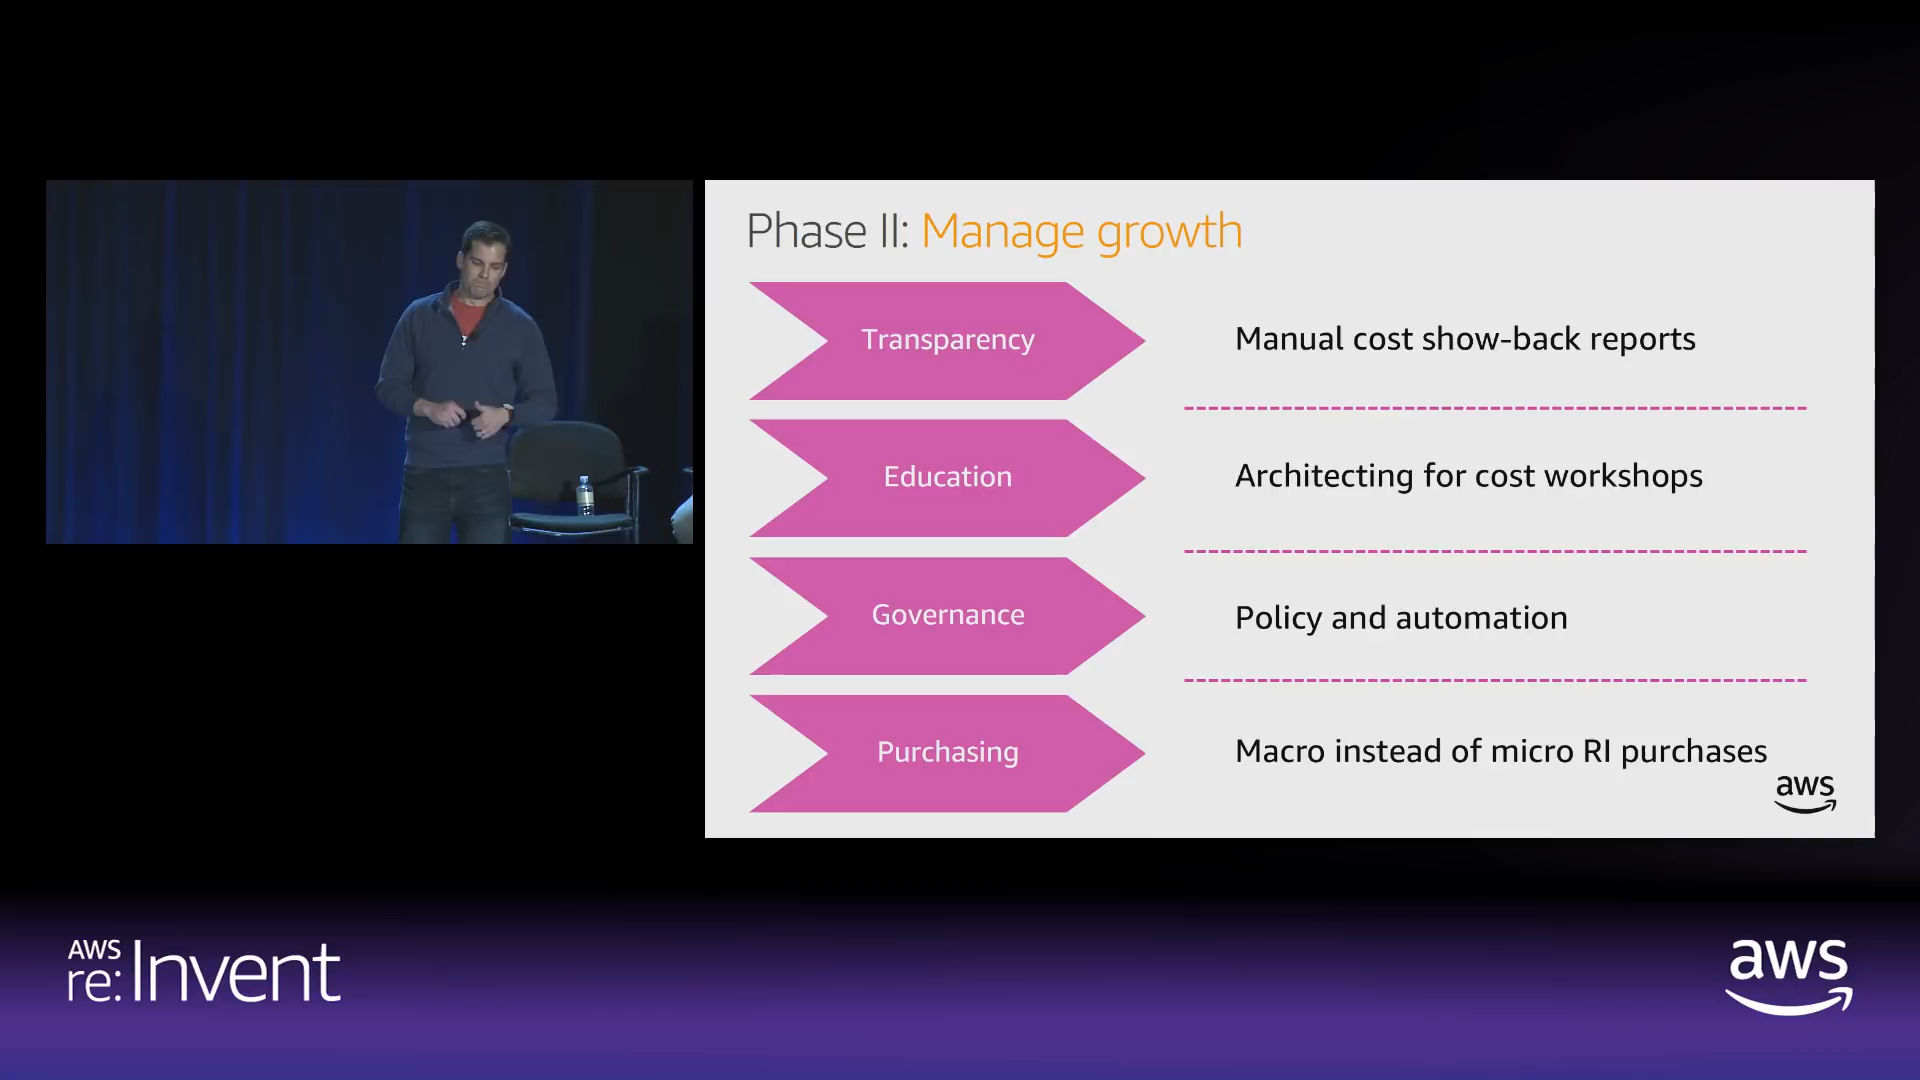 Phase II: Manage growth
Transparency
Manual cost show-back reports
Education
Architecting for cost workshops
Governance
Policy and automation
Purchasing
Macro instead of micro RI purchases
aws
AWS
re:Invent
aws